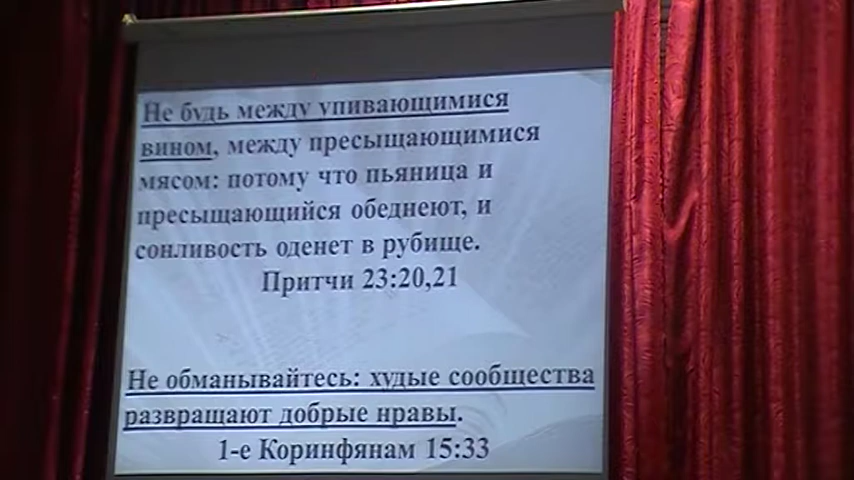 Не будь между упивающимися
вином, между пресыщающимися
мясом: потому что пьяница и
пресыщающийся обеднеют, и
сонливость оденет в рубище.
Притчи 23:20,21
Не обманывайтесь: худые сообщества
развращают добрые нравы.
1-е Коринфянам 15:33